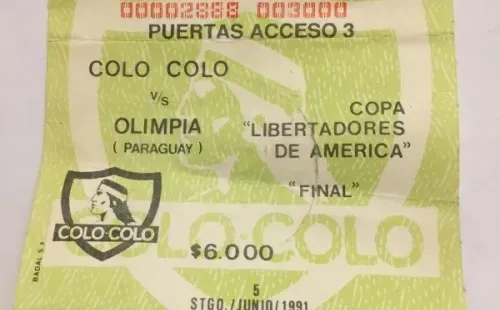 00002888 003000
PUERTAS ACCESO 3
COLO COLO
V/S
OLIMPIA
( PARAGUAY )
COPA
"LIBERTADORES
DE AMERICA"
"FINAL"
COLO-COLO
COLO-COLO
$6.000
BADAL S.A.
5
STGO./JUNIO/1991